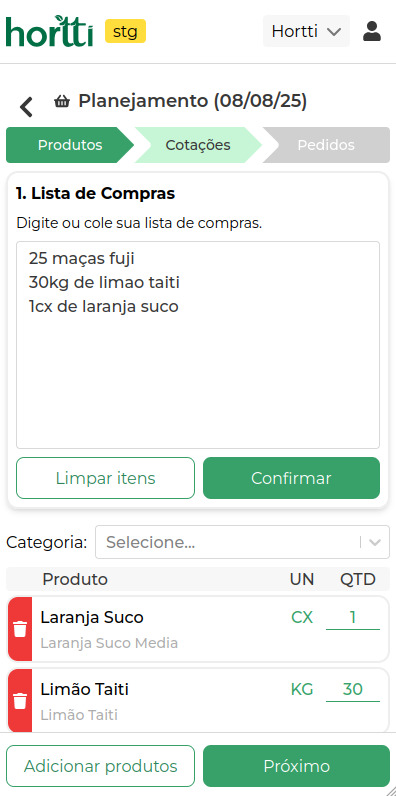 hortti stg Hortti
Planejamento (08/08/25)
Produtos Cotações Pedidos
1. Lista de Compras
Digite ou cole sua lista de compras.
25 maças fuji
30kg de limao taiti
1cx de laranja suco
Limpar itens Confirmar
Categoria: Selecione...
Produto UN QTD
Laranja Suco CX 1
Laranja Suco Media
Limão Taiti KG 30
Limão Taiti
Adicionar produtos Próximo